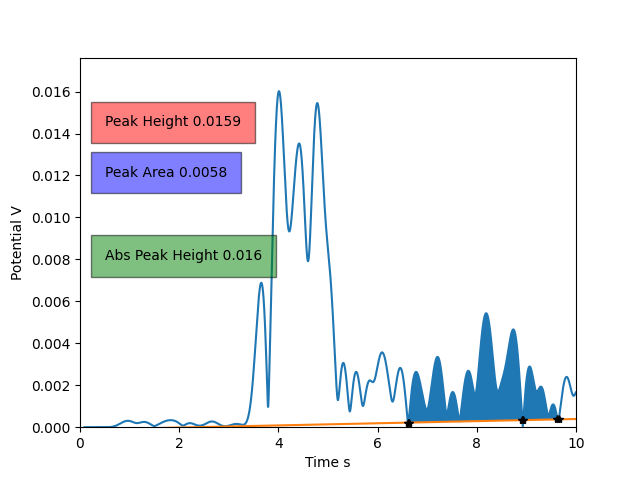 Peak Height 0.0159
Peak Area 0.0058
Abs Peak Height 0.016
Potential V
0.016
0.014
0.012
0.010
0.008
0.006
0.004
0.002
0.000
0 2 4 6 8 10
Time s